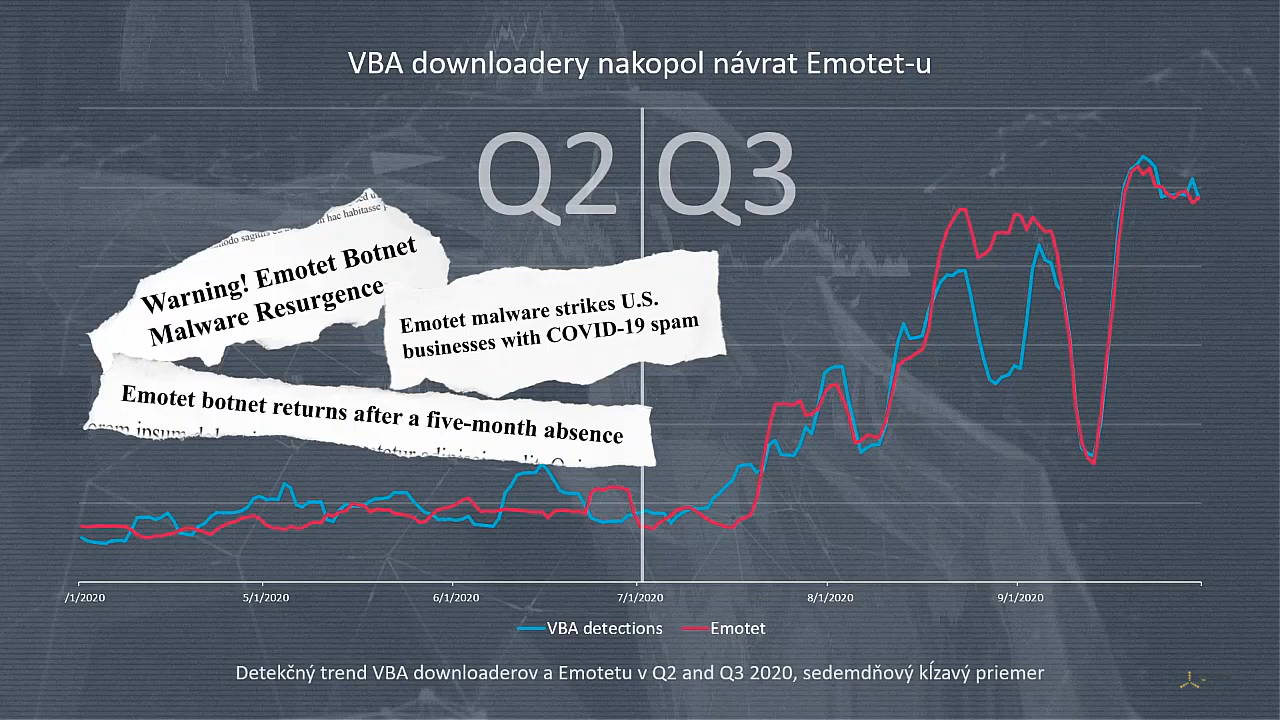 VBA downloadery nakopol návrat Emotet-u
Q2 Q3
hac habitasse
sagittis
Warning! Emotet Botnet
Malware Resurgence
Emotet malware strikes U.S.
businesses with COVID-19 spam
Emotet botnet returns after a five-month absence
/1/2020 5/1/2020 6/1/2020 7/1/2020 8/1/2020 9/1/2020
VBA detections Emotet
Detekčný trend VBA downloaderov a Emotetu v Q2 and Q3 2020, sedemdňový kĺzavý priemer